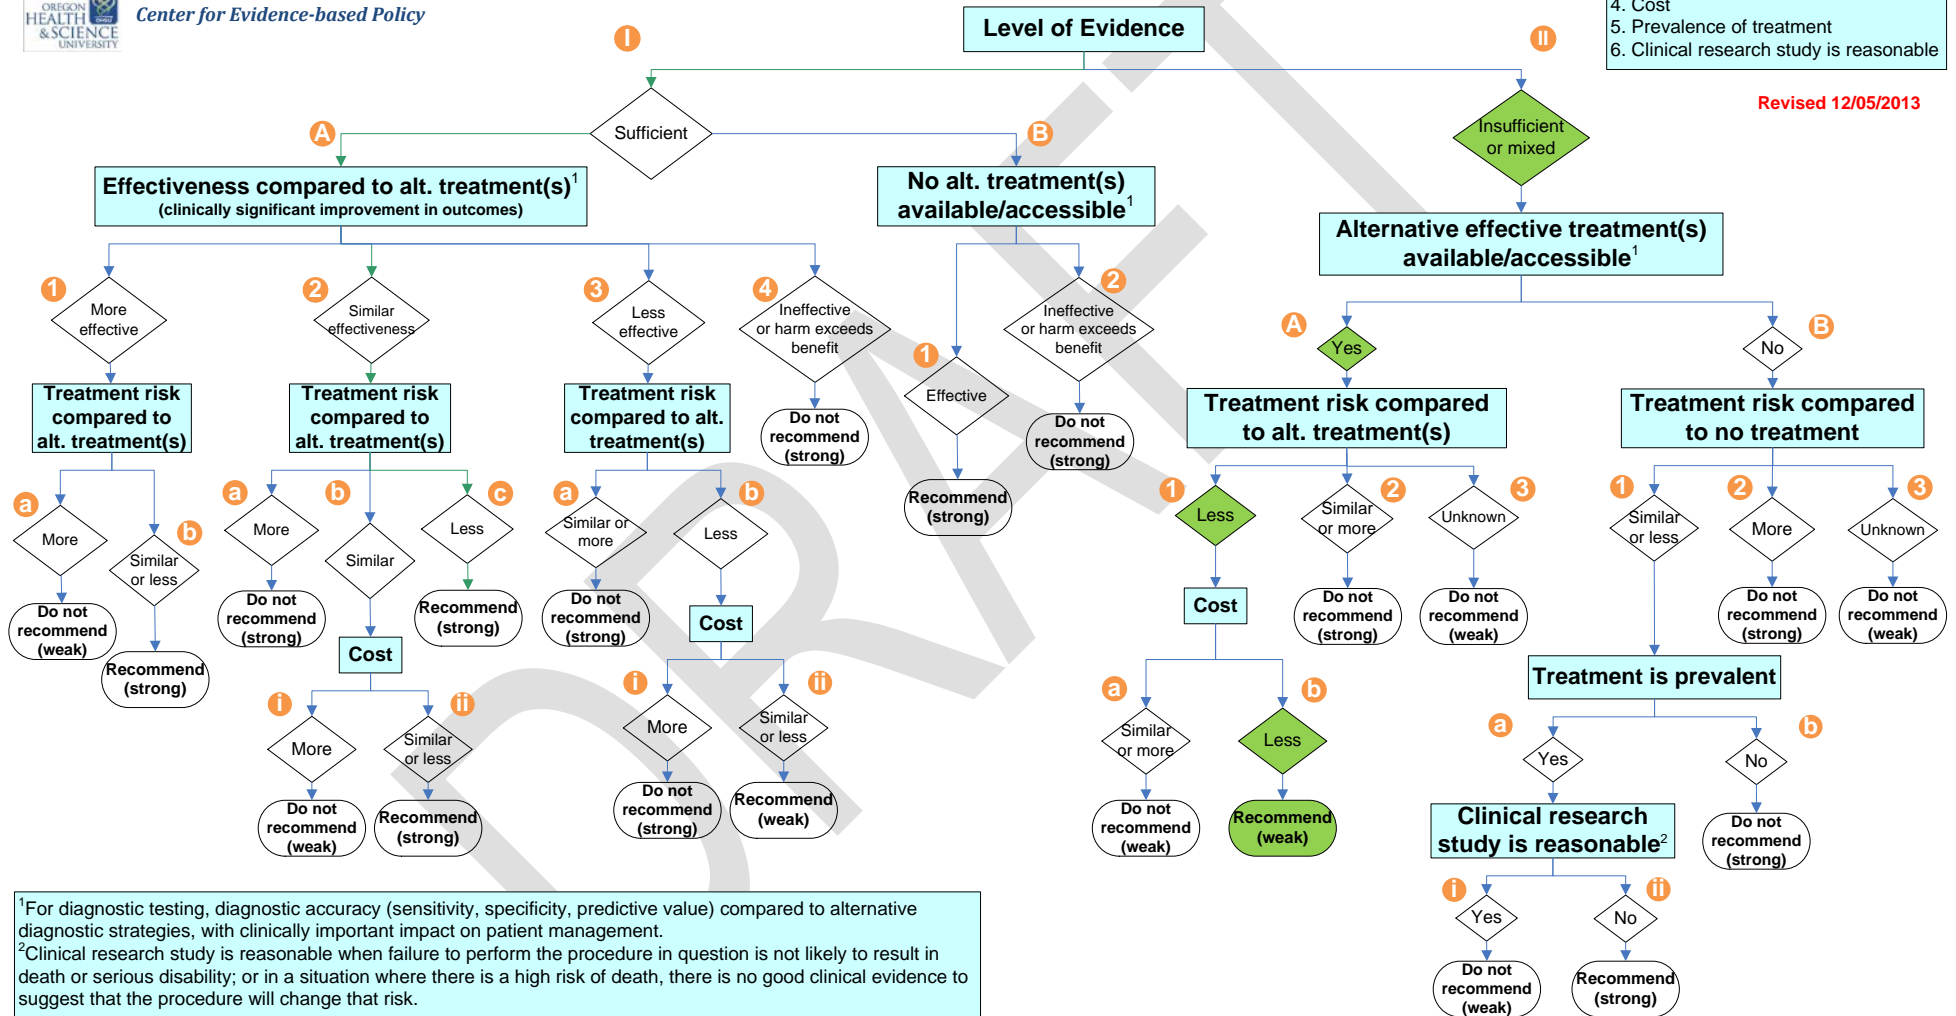 OREGON
HEALTH
& SCIENCE
UNIVERSITY
OHSU
Center for Evidence-based Policy
Level of Evidence
4. Cost
5. Prevalence of treatment
6. Clinical research study is reasonable
Revised 12/05/2013
I
II
Sufficient
Insufficient
or mixed
A
B
Effectiveness compared to alt. treatment(s)1
(clinically significant improvement in outcomes)
No alt. treatment(s)
available/accessible1
Alternative effective treatment(s)
available/accessible1
1
More
effective
2
Similar
effectiveness
3
Less
effective
4
Ineffective
or harm exceeds
benefit
1
Effective
2
Ineffective
or harm exceeds
benefit
A
Yes
B
No
Treatment risk
compared to
alt. treatment(s)
Treatment risk
compared to
alt. treatment(s)
Treatment risk
compared to alt.
treatment(s)
Do not
recommend
(strong)
Recommend
(strong)
Do not
recommend
(strong)
Treatment risk compared
to alt. treatment(s)
Treatment risk compared
to no treatment
a
More
b
Similar
or less
a
More
b
Similar
c
Less
a
Similar or
more
b
Less
1
Less
2
Similar
or more
3
Unknown
1
Similar
or less
2
More
3
Unknown
Do not
recommend
(weak)
Recommend
(strong)
Do not
recommend
(strong)
Cost
Recommend
(strong)
Do not
recommend
(strong)
Cost
Cost
Do not
recommend
(strong)
Do not
recommend
(weak)
Treatment is prevalent
Do not
recommend
(strong)
Do not
recommend
(weak)
i
More
ii
Similar
or less
i
More
ii
Similar
or less
a
Similar
or more
b
Less
a
Yes
b
No
Do not
recommend
(weak)
Recommend
(strong)
Do not
recommend
(strong)
Recommend
(weak)
Do not
recommend
(weak)
Recommend
(weak)
Clinical research
study is reasonable2
Do not
recommend
(strong)
i
Yes
ii
No
Do not
recommend
(weak)
Recommend
(strong)
1For diagnostic testing, diagnostic accuracy (sensitivity, specificity, predictive value) compared to alternative
diagnostic strategies, with clinically important impact on patient management.
2Clinical research study is reasonable when failure to perform the procedure in question is not likely to result in
death or serious disability; or in a situation where there is a high risk of death, there is no good clinical evidence to
suggest that the procedure will change that risk.
DRAFT